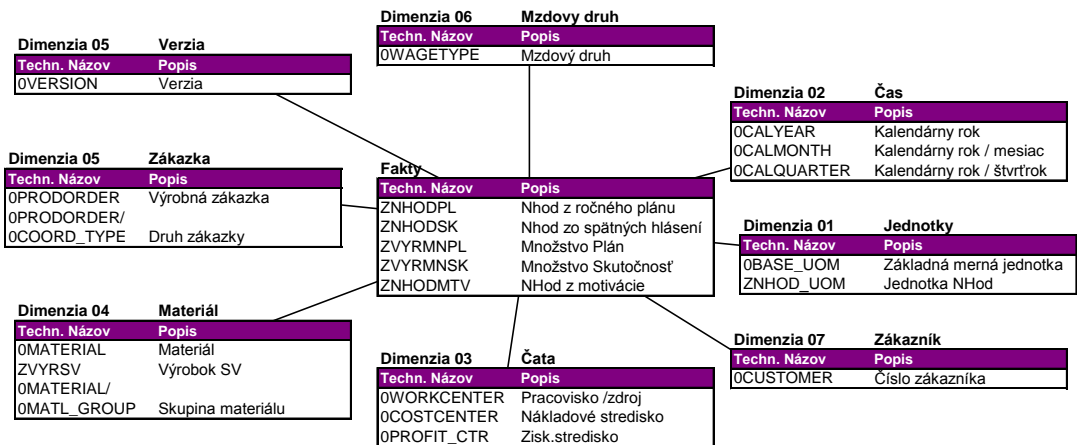 Dimenzia 06 Mzdovy druh
Techn. Názov Popis
0WAGETYPE Mzdový druh
Dimenzia 05 Verzia
Techn. Názov Popis
0VERSION Verzia
Dimenzia 02 Čas
Techn. Názov Popis
0CALYEAR Kalendárny rok
0CALMONTH Kalendárny rok / mesiac
0CALQUARTER Kalendárny rok / štvrťrok
Dimenzia 05 Zákazka
Techn. Názov Popis
0PRODORDER Výrobná zákazka
0PRODORDER/
0COORD_TYPE Druh zákazky
Fakty
Techn. Názov Popis
ZNHODPL Nhod z ročného plánu
ZNHODSK Nhod zo spätných hlásení
ZVYRMNPL Množstvo Plán
ZVYRMNSK Množstvo Skutočnosť
ZNHODMTV NHod z motivácie
Dimenzia 01 Jednotky
Techn. Názov Popis
0BASE_UOM Základná merná jednotka
ZNHOD_UOM Jednotka NHod
Dimenzia 04 Materiál
Techn. Názov Popis
0MATERIAL Materiál
ZVYRSV Výrobok SV
0MATERIAL/
0MATL_GROUP Skupina materiálu
Dimenzia 03 Čata
Techn. Názov Popis
0WORKCENTER Pracovisko /zdroj
0COSTCENTER Nákladové stredisko
0PROFIT_CTR Zisk.stredisko
Dimenzia 07 Zákazník
Techn. Názov Popis
0CUSTOMER Číslo zákazníka